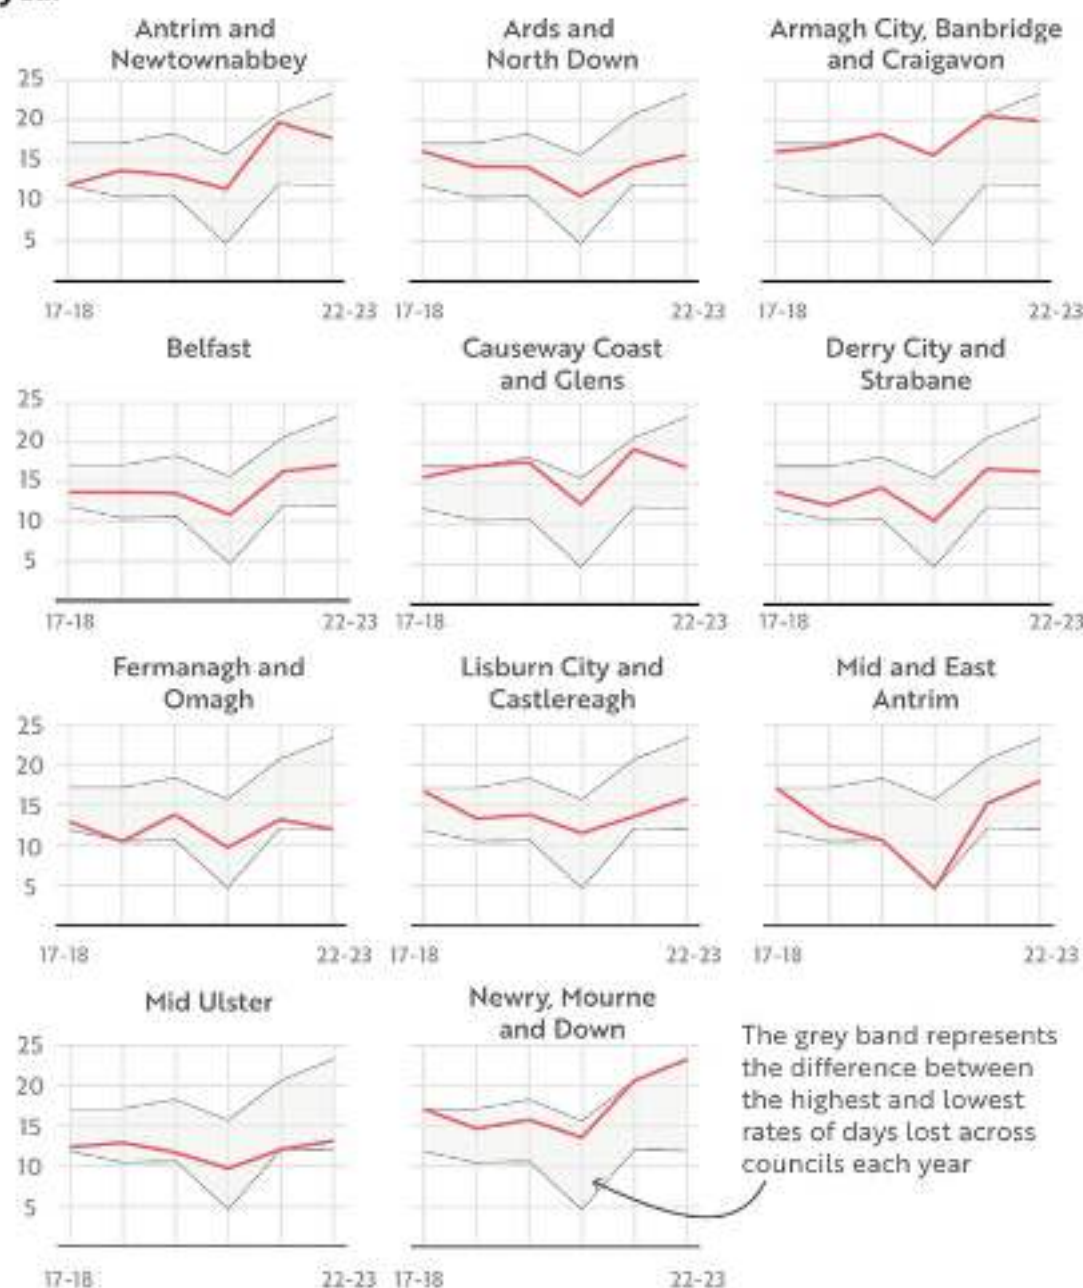 Antrim and
Newtownabbey
Ards and
North Down
Armagh City, Banbridge
and Craigavon
25
20
15
10
5
17-18
22-23
17-18
22-23
17-18
22-23
Belfast
Causeway Coast
and Glens
Derry City and
Strabane
25
20
15
10
5
17-18
22-23
17-18
22-23
17-18
22-23
Fermanagh and
Omagh
Lisburn City and
Castlereagh
Mid and East
Antrim
25
20
15
10
5
17-18
22-23
17-18
22-23
17-18
22-23
Mid Ulster
Newry, Mourne
and Down
25
20
15
10
5
17-18
22-23
17-18
22-23
The grey band represents
the difference between
the highest and lowest
rates of days lost across
councils each year